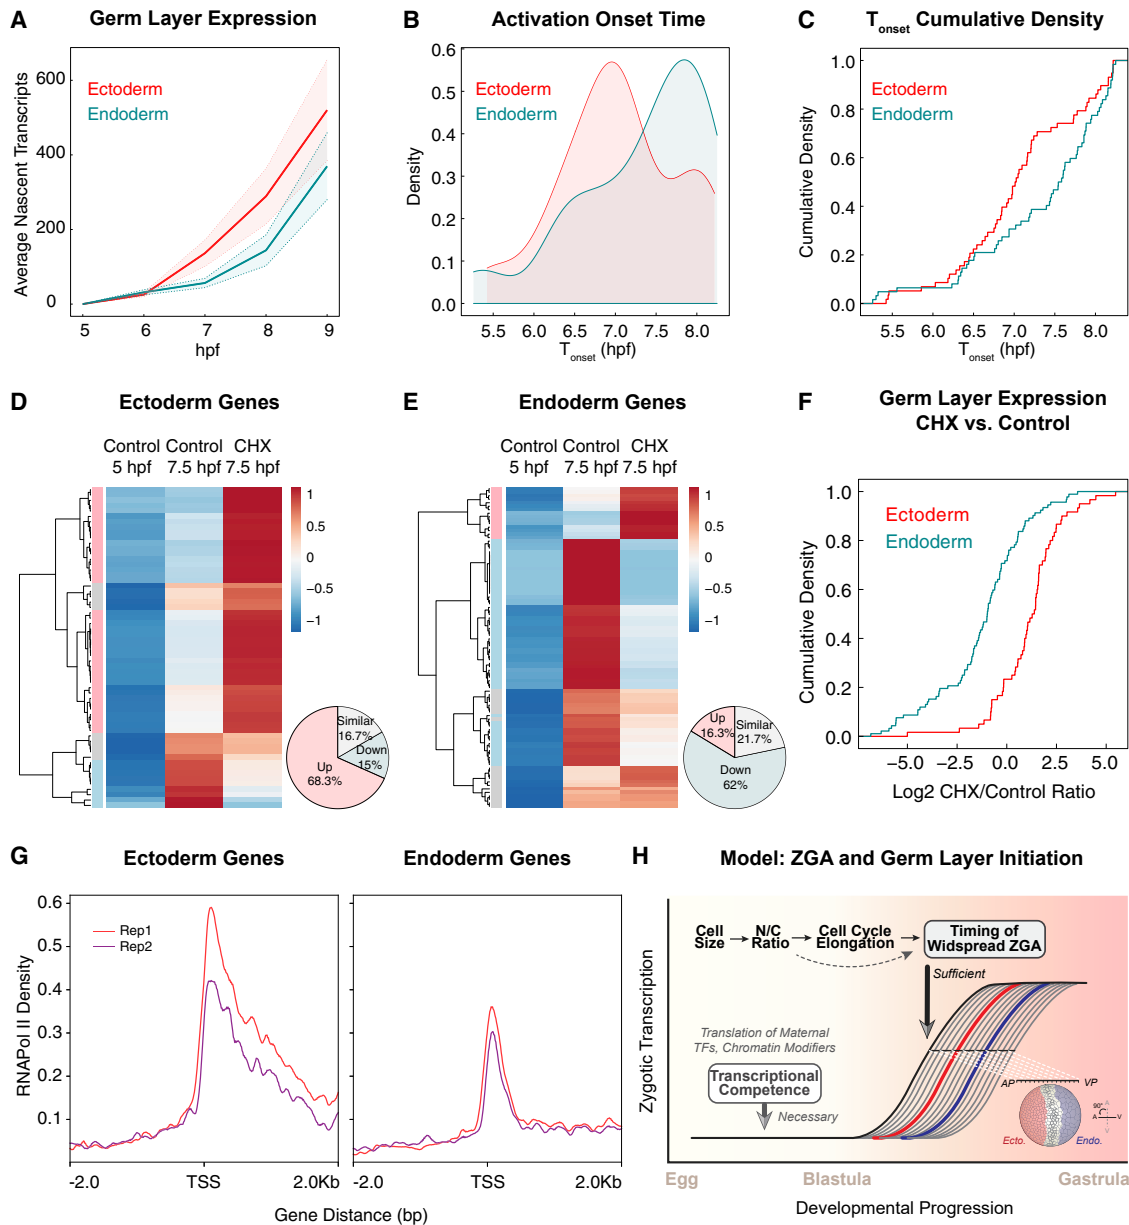 A
Germ Layer Expression
Average Nascent Transcripts
600
400
200
0
Ectoderm
Endoderm
5
6
7
8
9
hpf
B
Activation Onset Time
Density
0.6
0.5
0.4
0.3
0.2
0.1
0.0
Ectoderm
Endoderm
5.5
6.0
6.5
7.0
7.5
8.0
Tonset (hpf)
C
Tonset Cumulative Density
Cumulative Density
1.0
0.8
0.6
0.4
0.2
0.0
Ectoderm
Endoderm
5.5
6.0
6.5
7.0
7.5
8.0
Tonset (hpf)
D
Ectoderm Genes
Control Control CHX
5 hpf 7.5 hpf 7.5 hpf
1
0.5
0
−0.5
−1
Similar
16.7%
Down
15%
Up
68.3%
E
Endoderm Genes
Control Control CHX
5 hpf 7.5 hpf 7.5 hpf
1
0.5
0
−0.5
−1
Up
16.3%
Similar
21.7%
Down
62%
F
Germ Layer Expression
CHX vs. Control
Cumulative Density
1.0
0.8
0.6
0.4
0.2
0.0
Ectoderm
Endoderm
−5.0
−2.5
0.0
2.5
5.0
Log2 CHX/Control Ratio
G
Ectoderm Genes
Endoderm Genes
RNAPol II Density
0.6
0.5
0.4
0.3
0.2
0.1
Rep1
Rep2
-2.0
TSS
2.0Kb
-2.0
TSS
2.0Kb
Gene Distance (bp)
H
Model: ZGA and Germ Layer Initiation
Zygotic Transcription
Cell
Size
N/C
Ratio
Cell Cycle
Elongation
Timing of
Widspread ZGA
Sufficient
Translation of Maternal
TFs, Chromatin Modifiers
Transcriptional
Competence
Necessary
AP
VP
90°
A
A
V
V
Ecto.
Endo.
Egg
Blastula
Gastrula
Developmental Progression